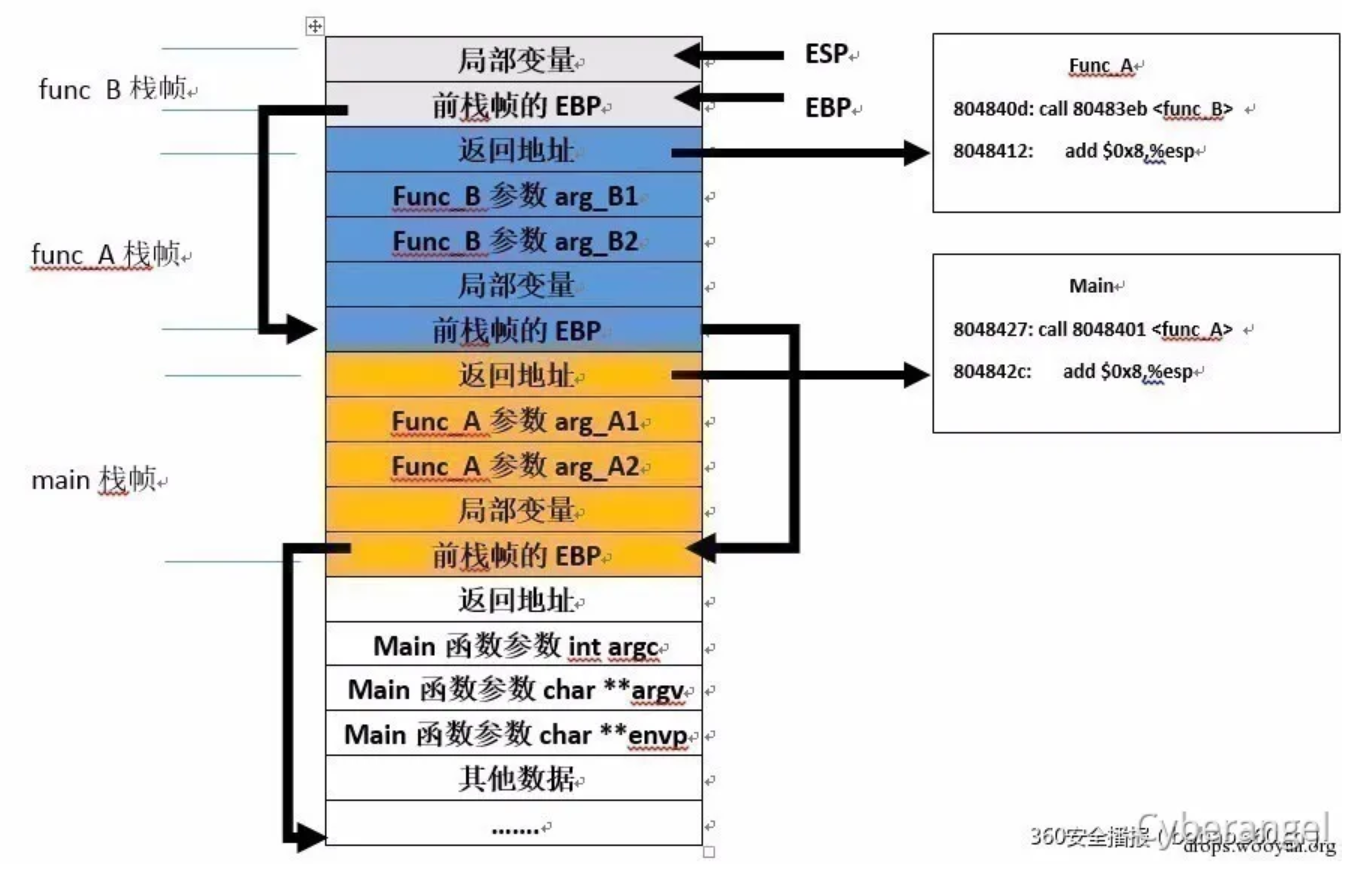 func_B 栈帧
func_A 栈帧
main 栈帧
局部变量
前栈帧的 EBP
返回地址
Func_B 参数 arg_B1
Func_B 参数 arg_B2
局部变量
前栈帧的 EBP
返回地址
Func_A 参数 arg_A1
Func_A 参数 arg_A2
局部变量
前栈帧的 EBP
返回地址
Main 函数参数 int argc
Main 函数参数 char **argv
Main 函数参数 char **envp
其他数据
.......
ESP
EBP
Func_A
804840d: call 80483eb <func_B>
8048412: add $0x8,%esp
Main
8048427: call 8048401 <func_A>
804842c: add $0x8,%esp
Cyberangel
360安全播报
drops.wooyun.org